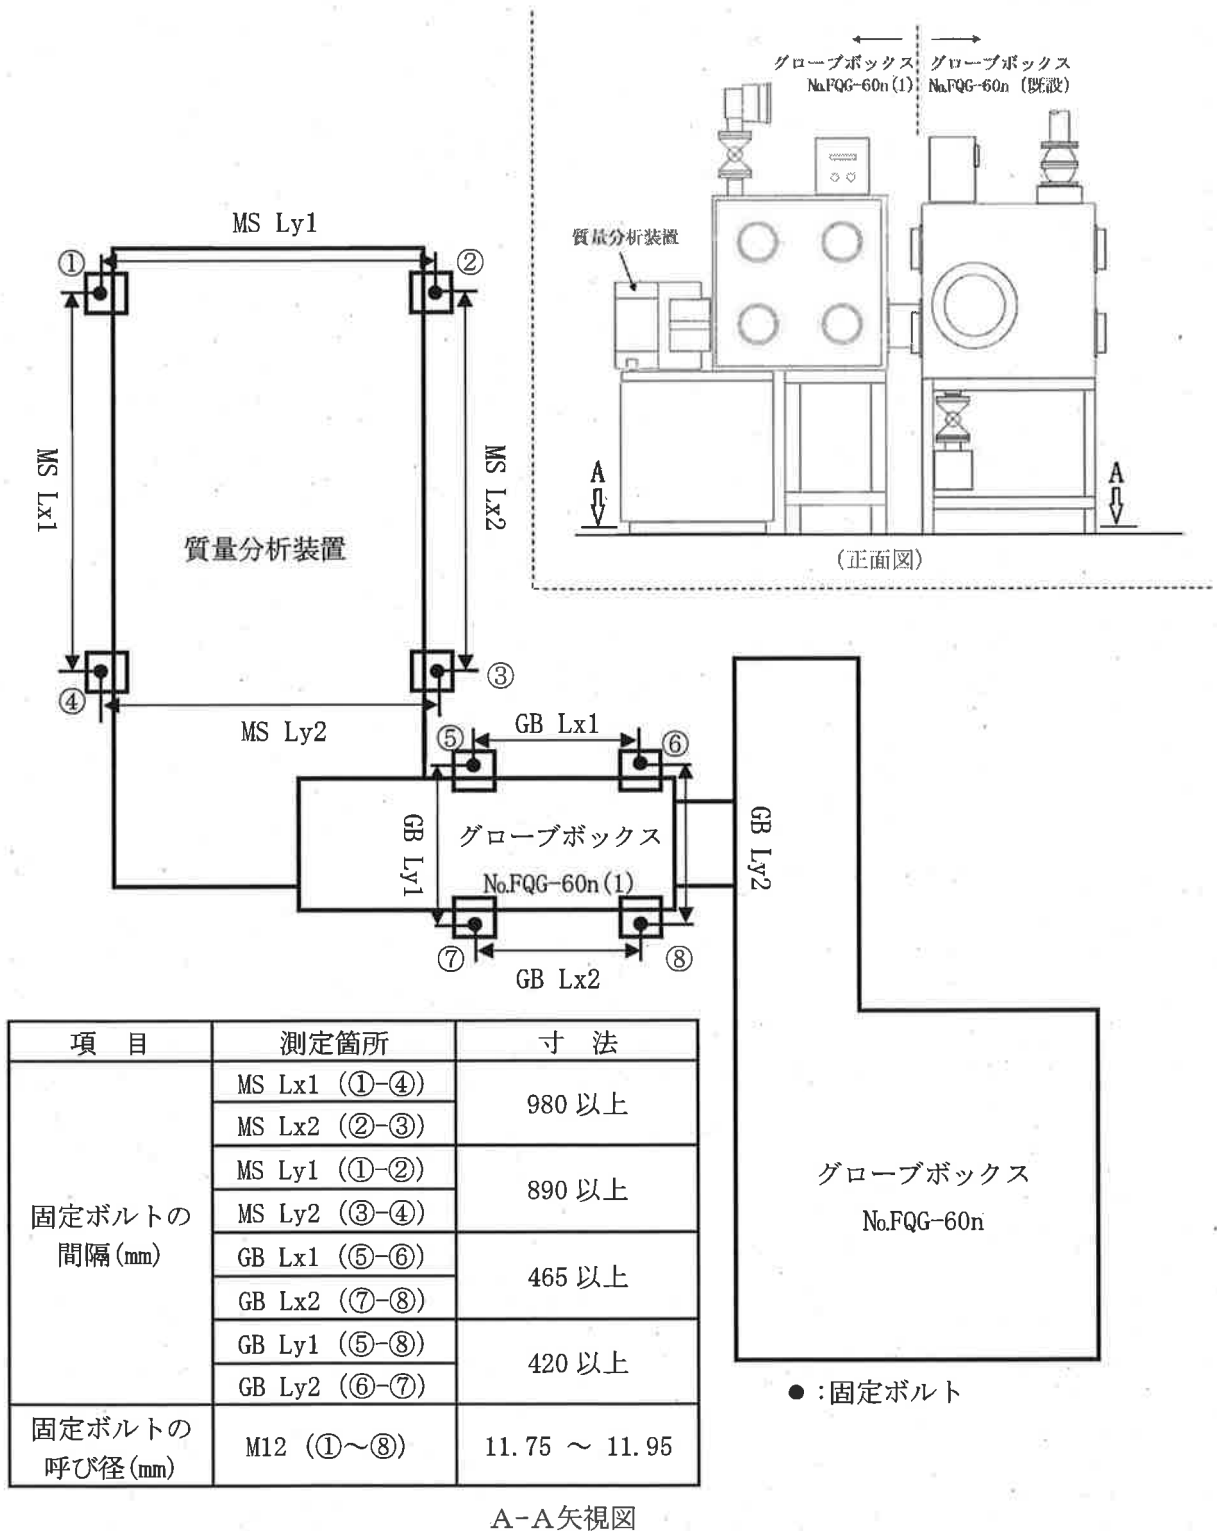 グローブボックス
No.FQG-60n(1)
グローブボックス
No.FQG-60n (既設)
質量分析装置
A
A
(正面図)
MS Ly1
①
②
MS Lx1
MS Lx2
質量分析装置
④
③
MS Ly2
⑤
GB Lx1
⑥
GB Ly1
グローブボックス
No.FQG-60n(1)
GB Ly2
⑦
GB Lx2
⑧
グローブボックス
No.FQG-60n
●:固定ボルト
項 目 測定箇所 寸 法
固定ボルトの
間隔(mm)
MS Lx1 (①-④)
MS Lx2 (②-③)
980 以上
MS Ly1 (①-②)
MS Ly2 (③-④)
890 以上
GB Lx1 (⑤-⑥)
GB Lx2 (⑦-⑧)
465 以上
GB Ly1 (⑤-⑧)
GB Ly2 (⑥-⑦)
420 以上
固定ボルトの
呼び径(mm)
M12 (①～⑧)
11.75 ～ 11.95
A-A矢視図